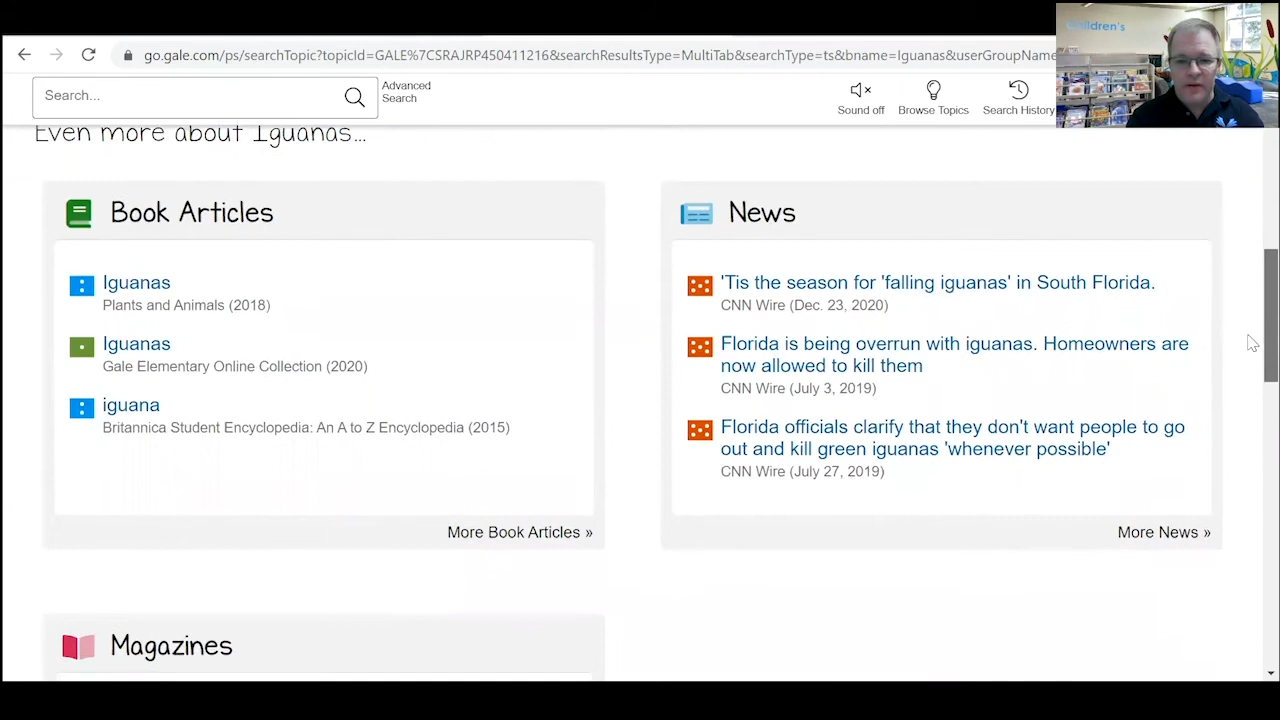 Children's
go.gale.com/ps/searchTopic?topicId=GALE%7CSRAJRP4504112%5&searchResultsType=MultiTab&searchType=ts&bname=Iguanas&userGroupName
Search...
Advanced
Search
Sound off
Browse Topics
Search History
Even more about Iguanas...
Book Articles
Iguanas
Plants and Animals (2018)
Iguanas
Gale Elementary Online Collection (2020)
iguana
Britannica Student Encyclopedia: An A to Z Encyclopedia (2015)
More Book Articles »
News
'Tis the season for 'falling iguanas' in South Florida.
CNN Wire (Dec. 23, 2020)
Florida is being overrun with iguanas. Homeowners are
now allowed to kill them
CNN Wire (July 3, 2019)
Florida officials clarify that they don't want people to go
out and kill green iguanas 'whenever possible'
CNN Wire (July 27, 2019)
More News »
Magazines